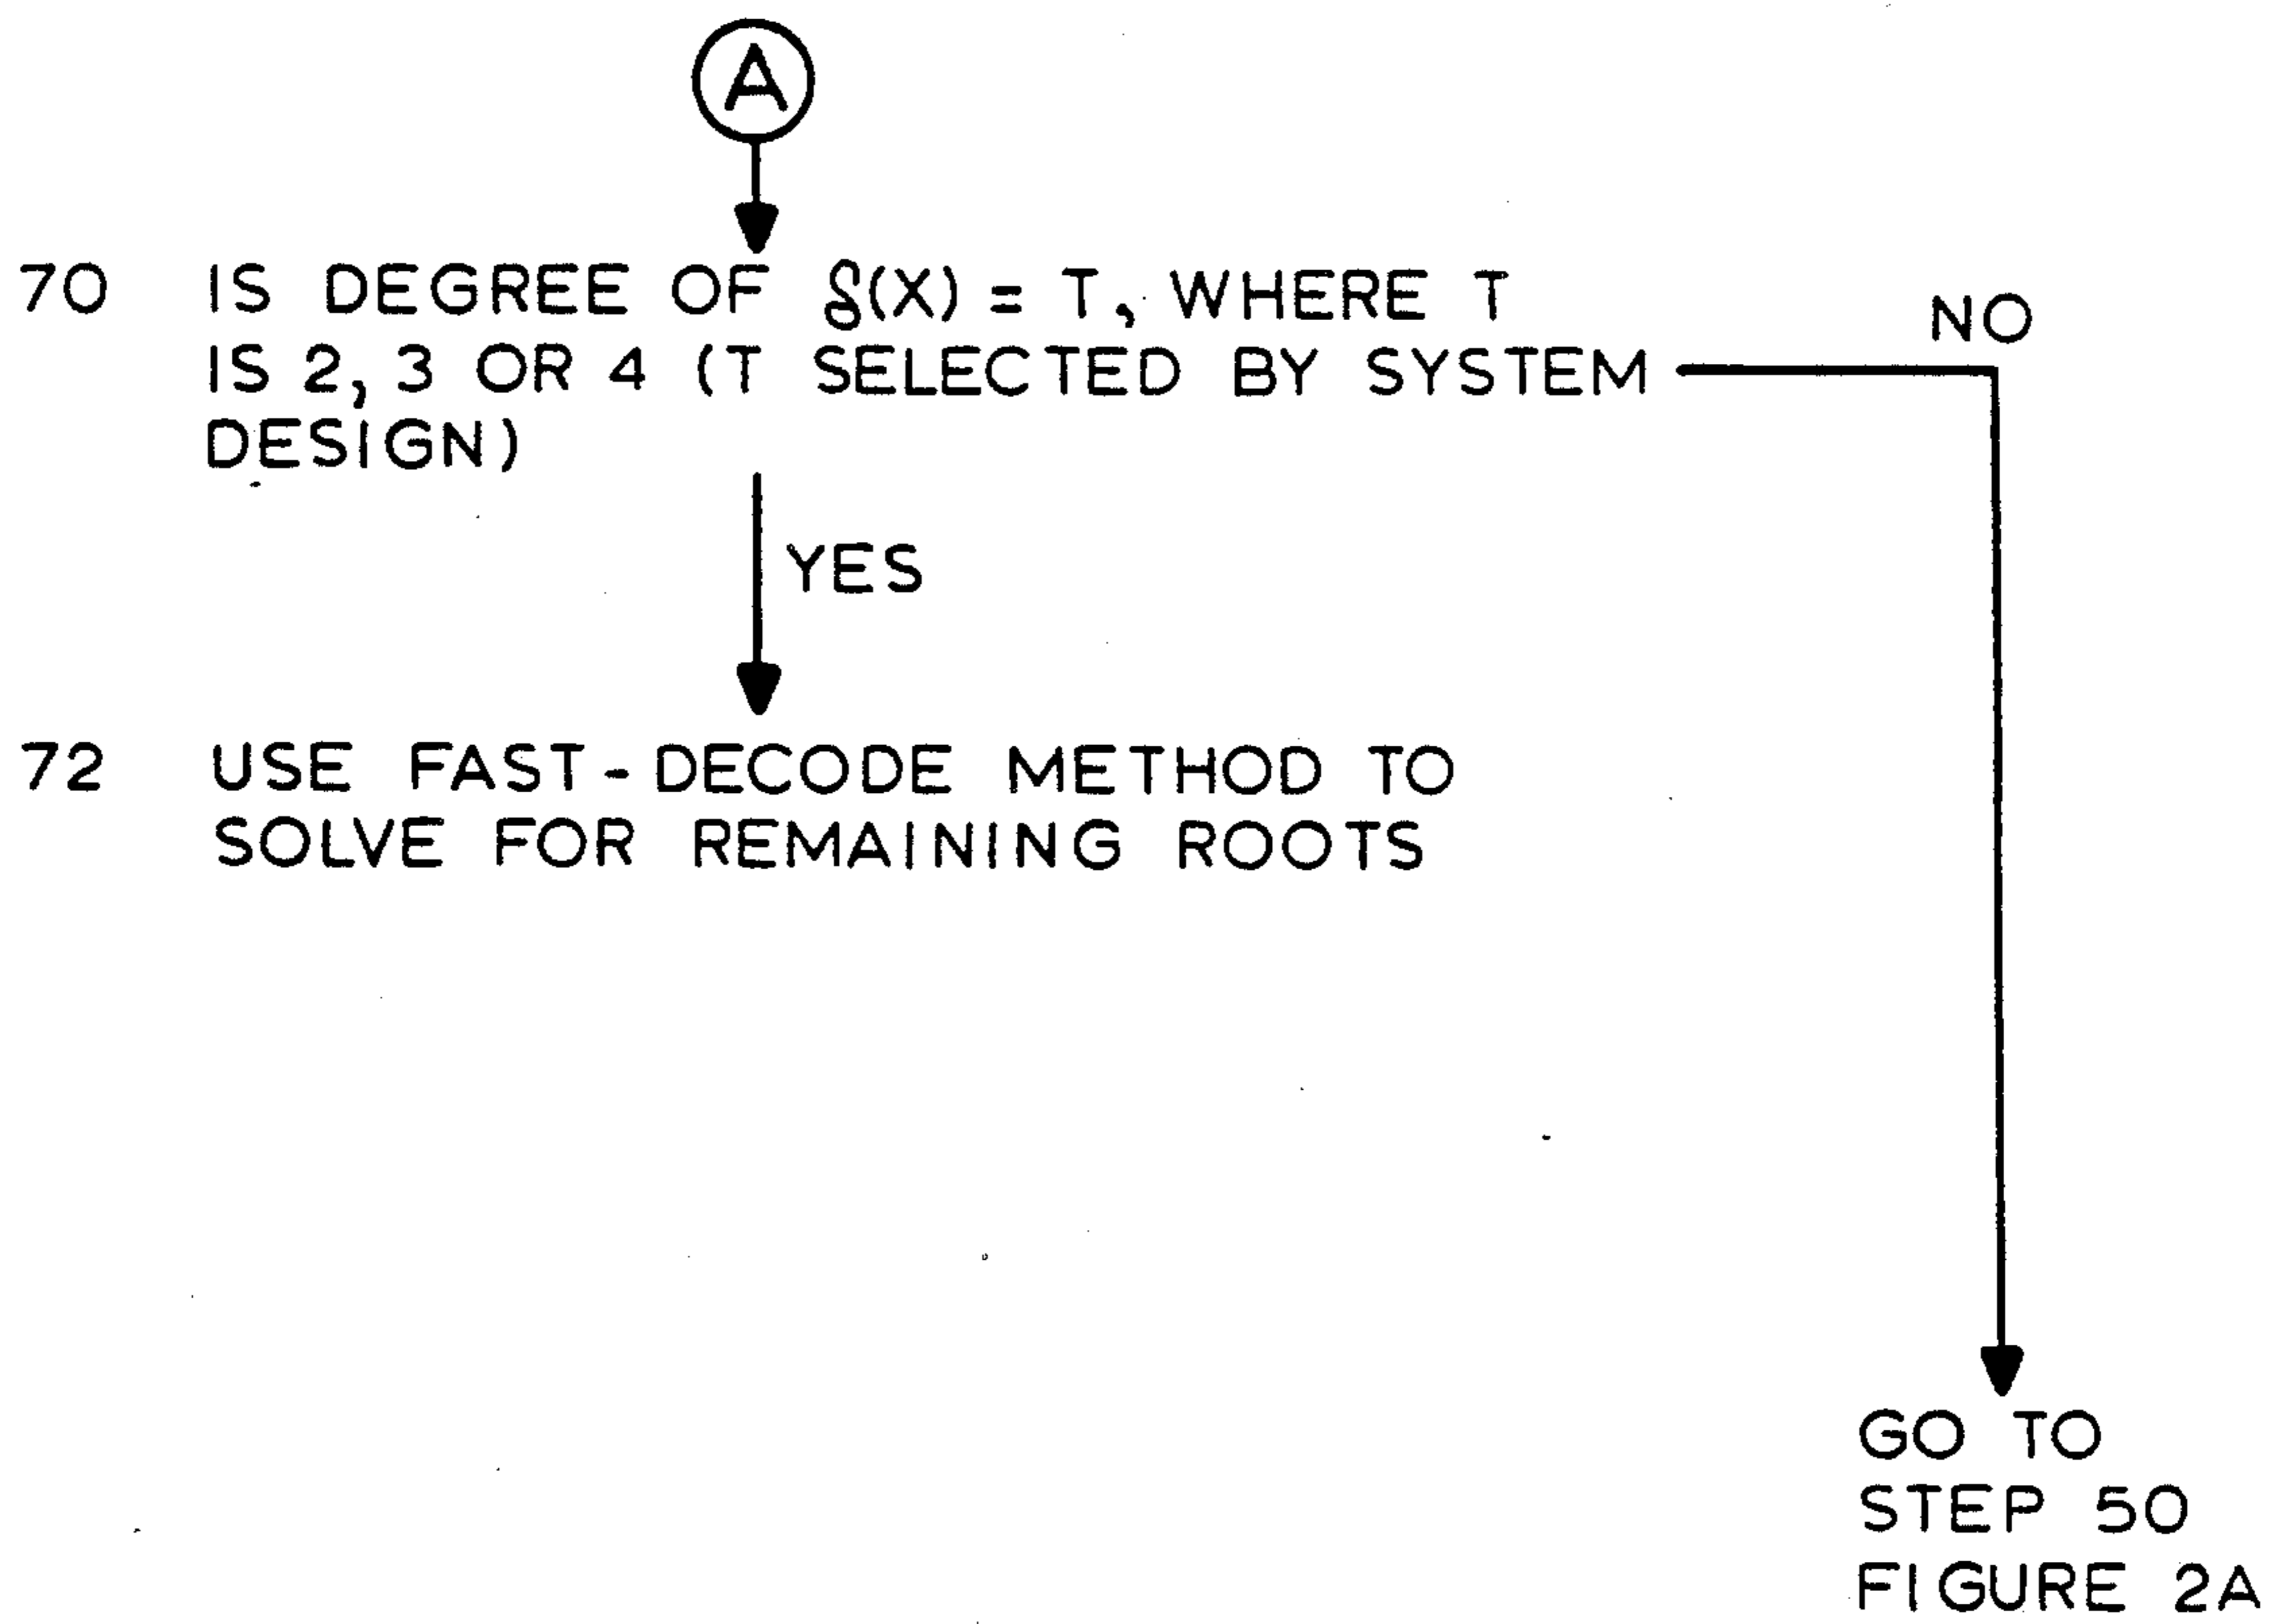 A
70 IS DEGREE OF δ(X) = T, WHERE T
IS 2, 3 OR 4 (T SELECTED BY SYSTEM
DESIGN)
NO
YES
72 USE FAST-DECODE METHOD TO
SOLVE FOR REMAINING ROOTS
GO TO
STEP 50
FIGURE 2A